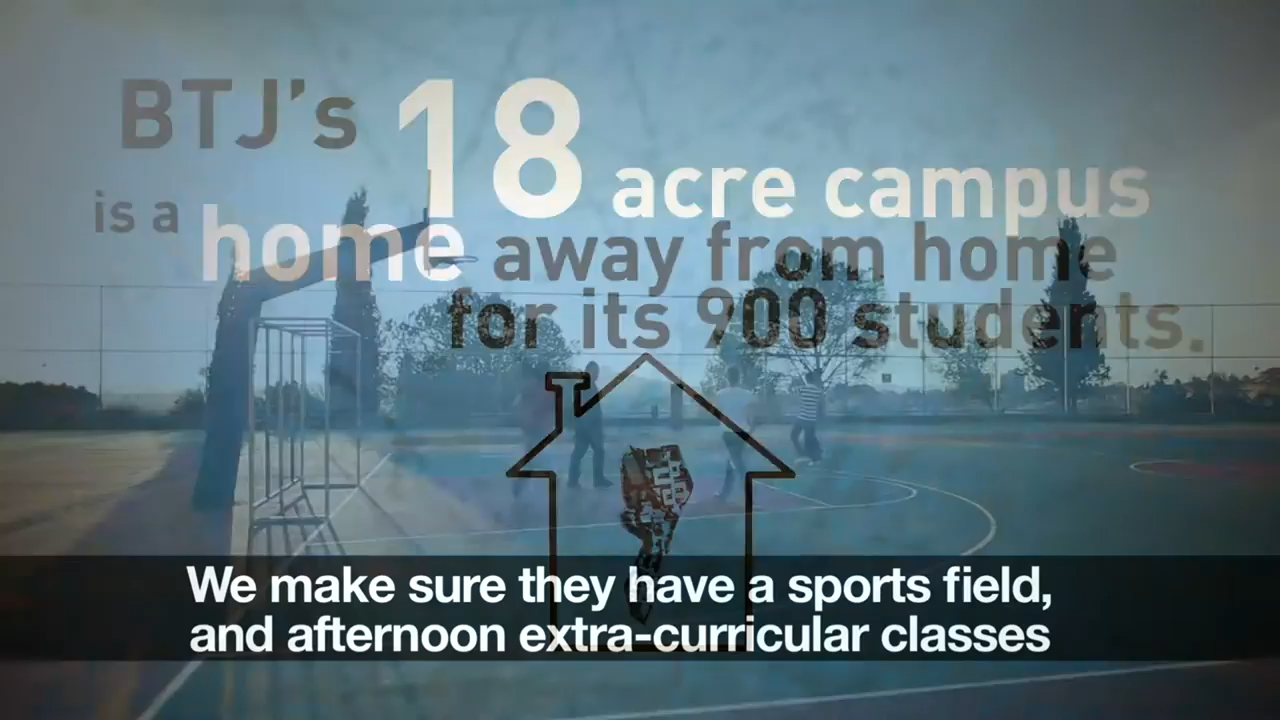 BTJ's 18 acre campus
is a home away from home
for its 900 students.
We make sure they have a sports field,
and afternoon extra-curricular classes